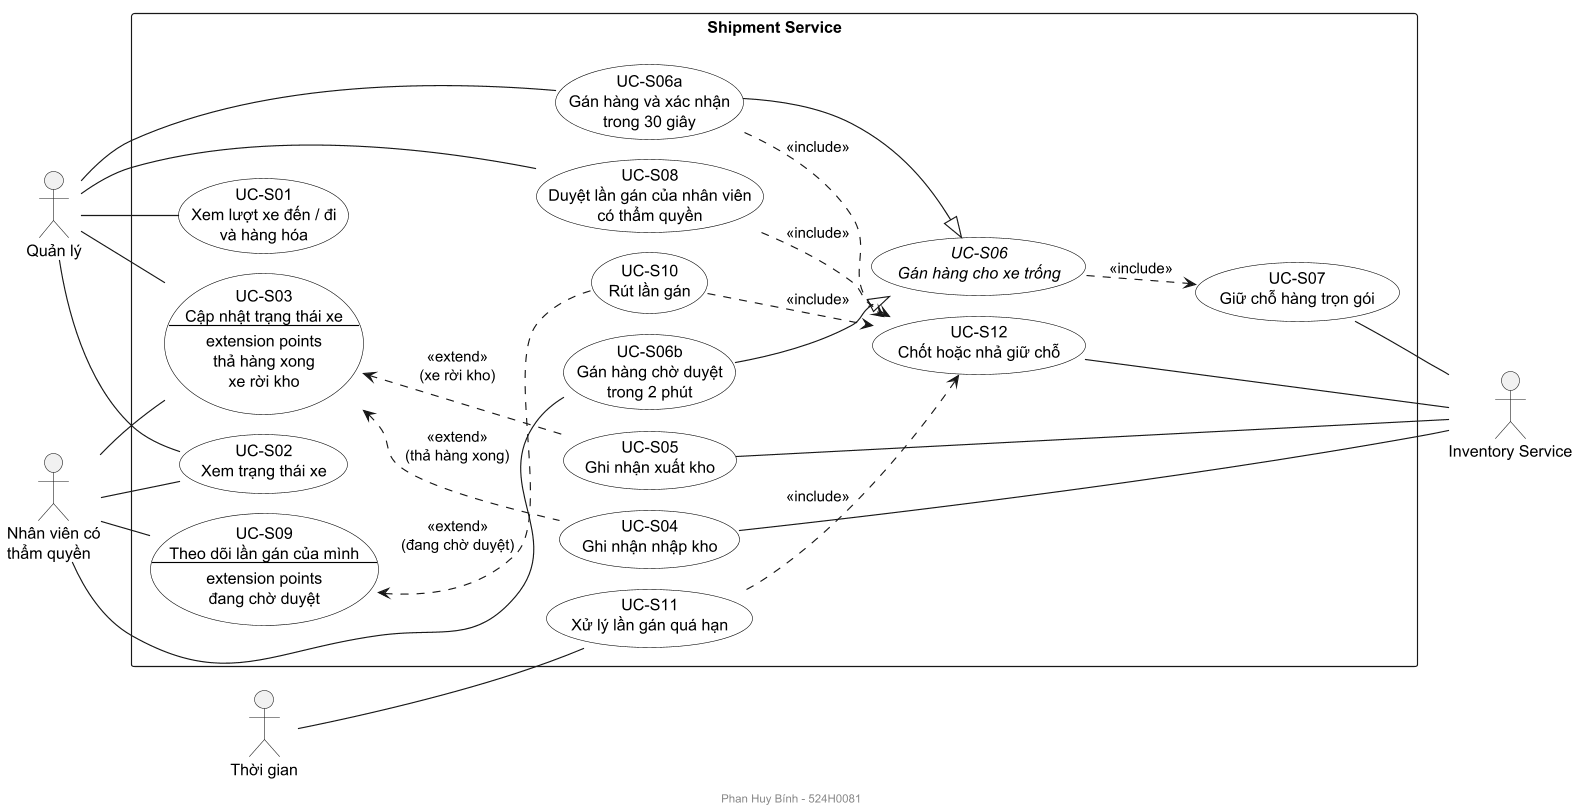 Shipment Service
UC-S06a
Gán hàng và xác nhận
trong 30 giây
«include»
UC-S08
Duyệt lần gán của nhân viên
có thẩm quyền
UC-S01
Xem lượt xe đến / đi
và hàng hóa
Quản lý
«include»
UC-S06
Gán hàng cho xe trống
«include»
UC-S07
Giữ chỗ hàng trọn gói
UC-S10
Rút lần gán
«include»
UC-S03
Cập nhật trạng thái xe
extension points
thả hàng xong
xe rời kho
UC-S12
Chốt hoặc nhả giữ chỗ
UC-S06b
Gán hàng chờ duyệt
trong 2 phút
«extend»
(xe rời kho)
«extend»
(thả hàng xong)
UC-S05
Ghi nhận xuất kho
Inventory Service
UC-S02
Xem trạng thái xe
«include»
Nhân viên có
thẩm quyền
UC-S09
Theo dõi lần gán của mình
extension points
đang chờ duyệt
«extend»
(đang chờ duyệt)
UC-S04
Ghi nhận nhập kho
UC-S11
Xử lý lần gán quá hạn
Thời gian
Phan Huy Bính - 524H0081